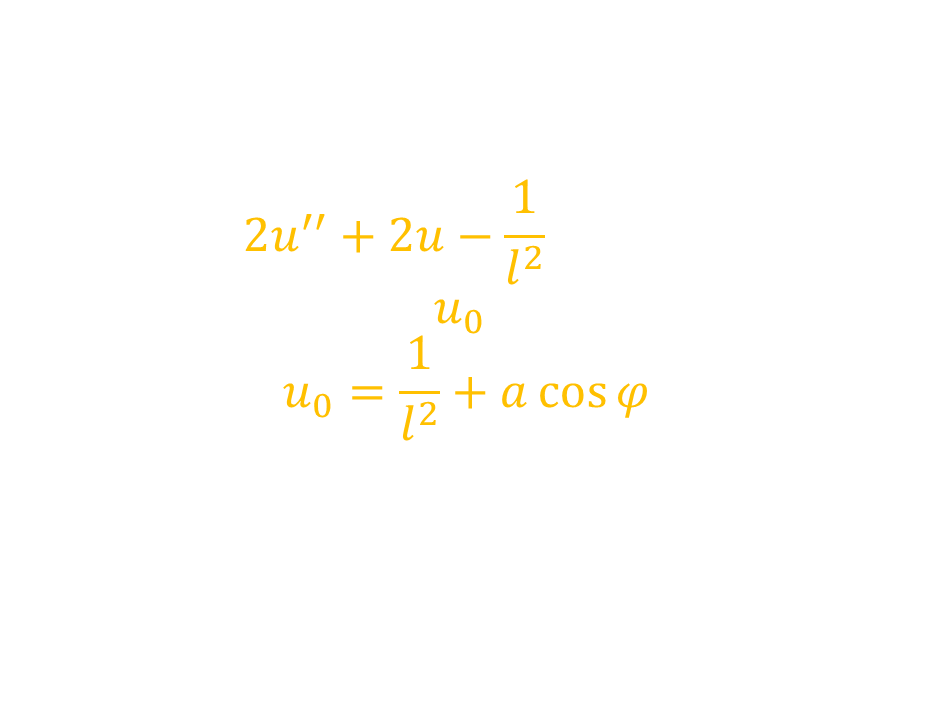 2u′′ + 2u − 1/l²
u₀
u₀ = 1/l² + a cos φ